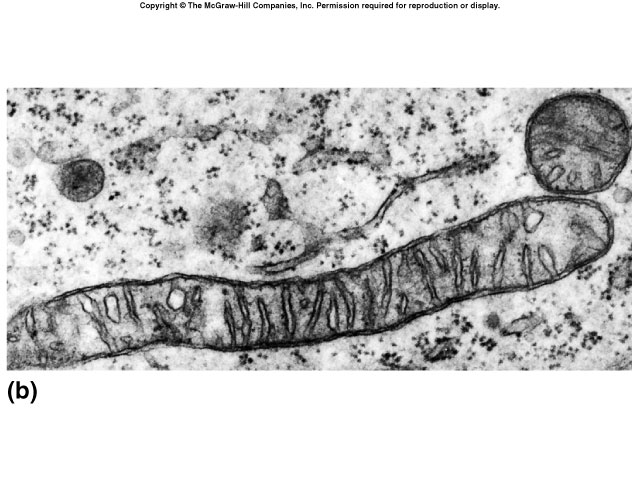 Copyright © The McGraw-Hill Companies, Inc. Permission required for reproduction or display.
(b)